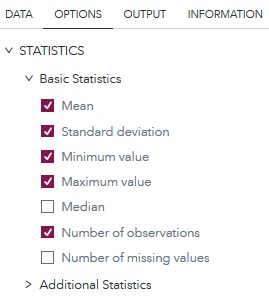 DATA OPTIONS OUTPUT INFORMATION
STATISTICS
Basic Statistics
Mean
Standard deviation
Minimum value
Maximum value
Median
Number of observations
Number of missing values
Additional Statistics